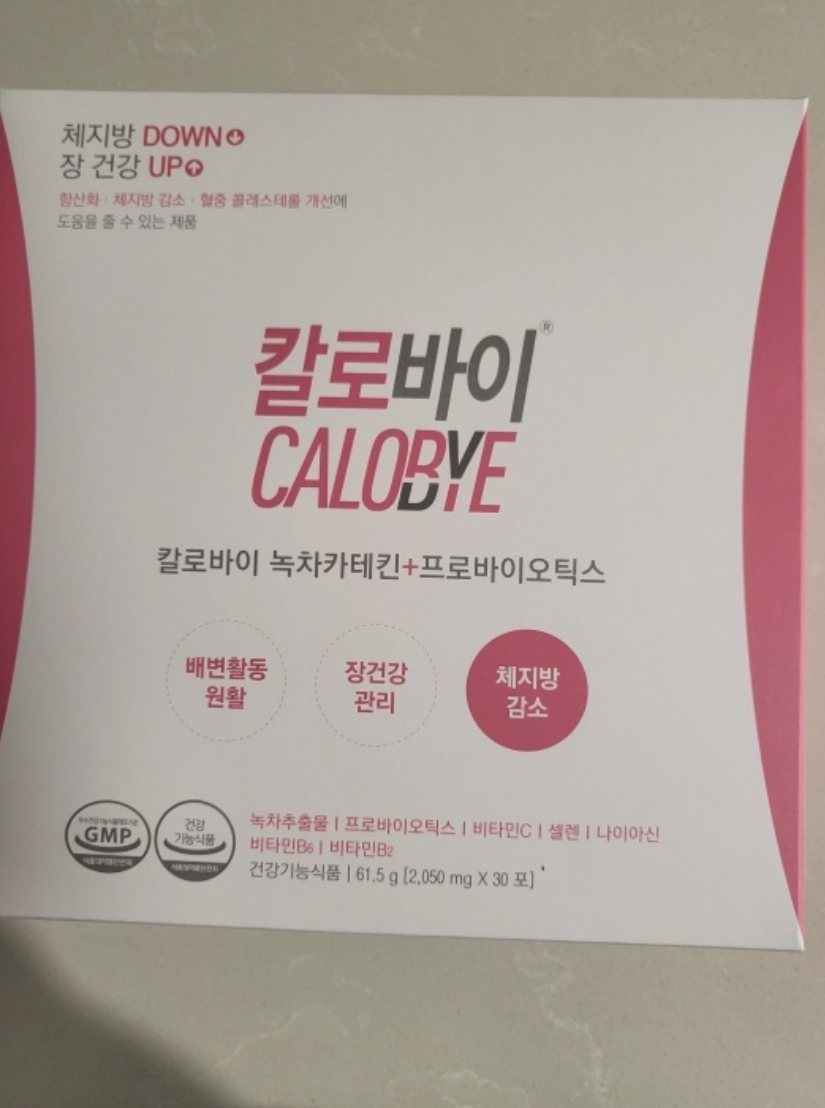 체지방 DOWN
장 건강 UP
항산화 · 체지방 감소 · 혈중 콜레스테롤 개선에
도움을 줄 수 있는 제품
칼로바이®
CALOBYE
칼로바이 녹차카테킨+프로바이오틱스
배변활동
원활
장건강
관리
체지방
감소
GMP
건강
기능식품
녹차추출물 | 프로바이오틱스 | 비타민C | 셀렌 | 나이아신
비타민B6 | 비타민B2
건강기능식품 | 61.5 g [2,050 mg X 30 포]